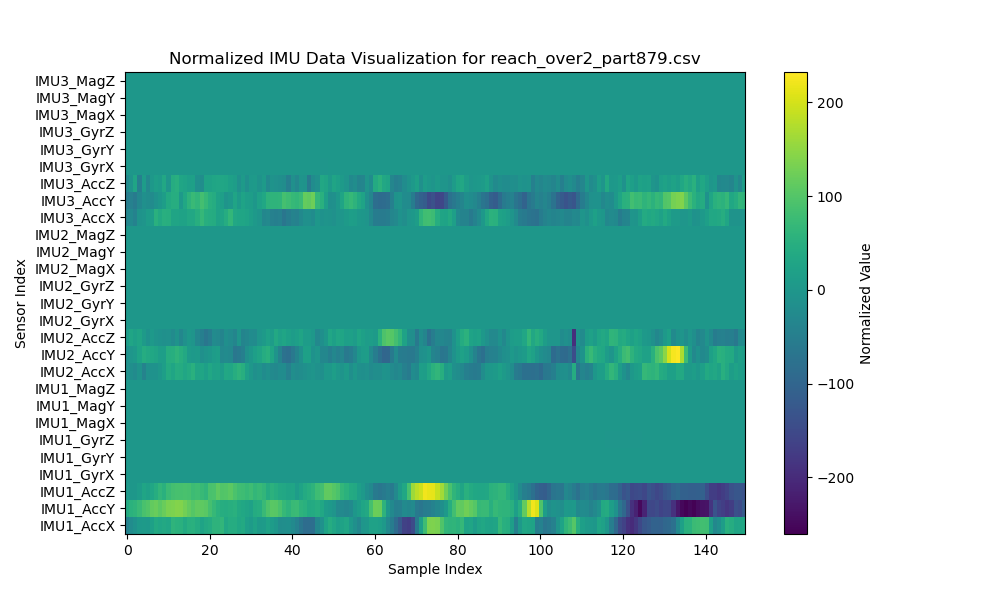 Normalized IMU Data Visualization for reach_over2_part879.csv
IMU3_MagZ
IMU3_MagY
IMU3_MagX
IMU3_GyrZ
IMU3_GyrY
IMU3_GyrX
IMU3_AccZ
IMU3_AccY
IMU3_AccX
IMU2_MagZ
IMU2_MagY
IMU2_MagX
IMU2_GyrZ
IMU2_GyrY
IMU2_GyrX
IMU2_AccZ
IMU2_AccY
IMU2_AccX
IMU1_MagZ
IMU1_MagY
IMU1_MagX
IMU1_GyrZ
IMU1_GyrY
IMU1_GyrX
IMU1_AccZ
IMU1_AccY
IMU1_AccX
Sensor Index
0 20 40 60 80 100 120 140
Sample Index
200
100
0
−100
−200
Normalized Value